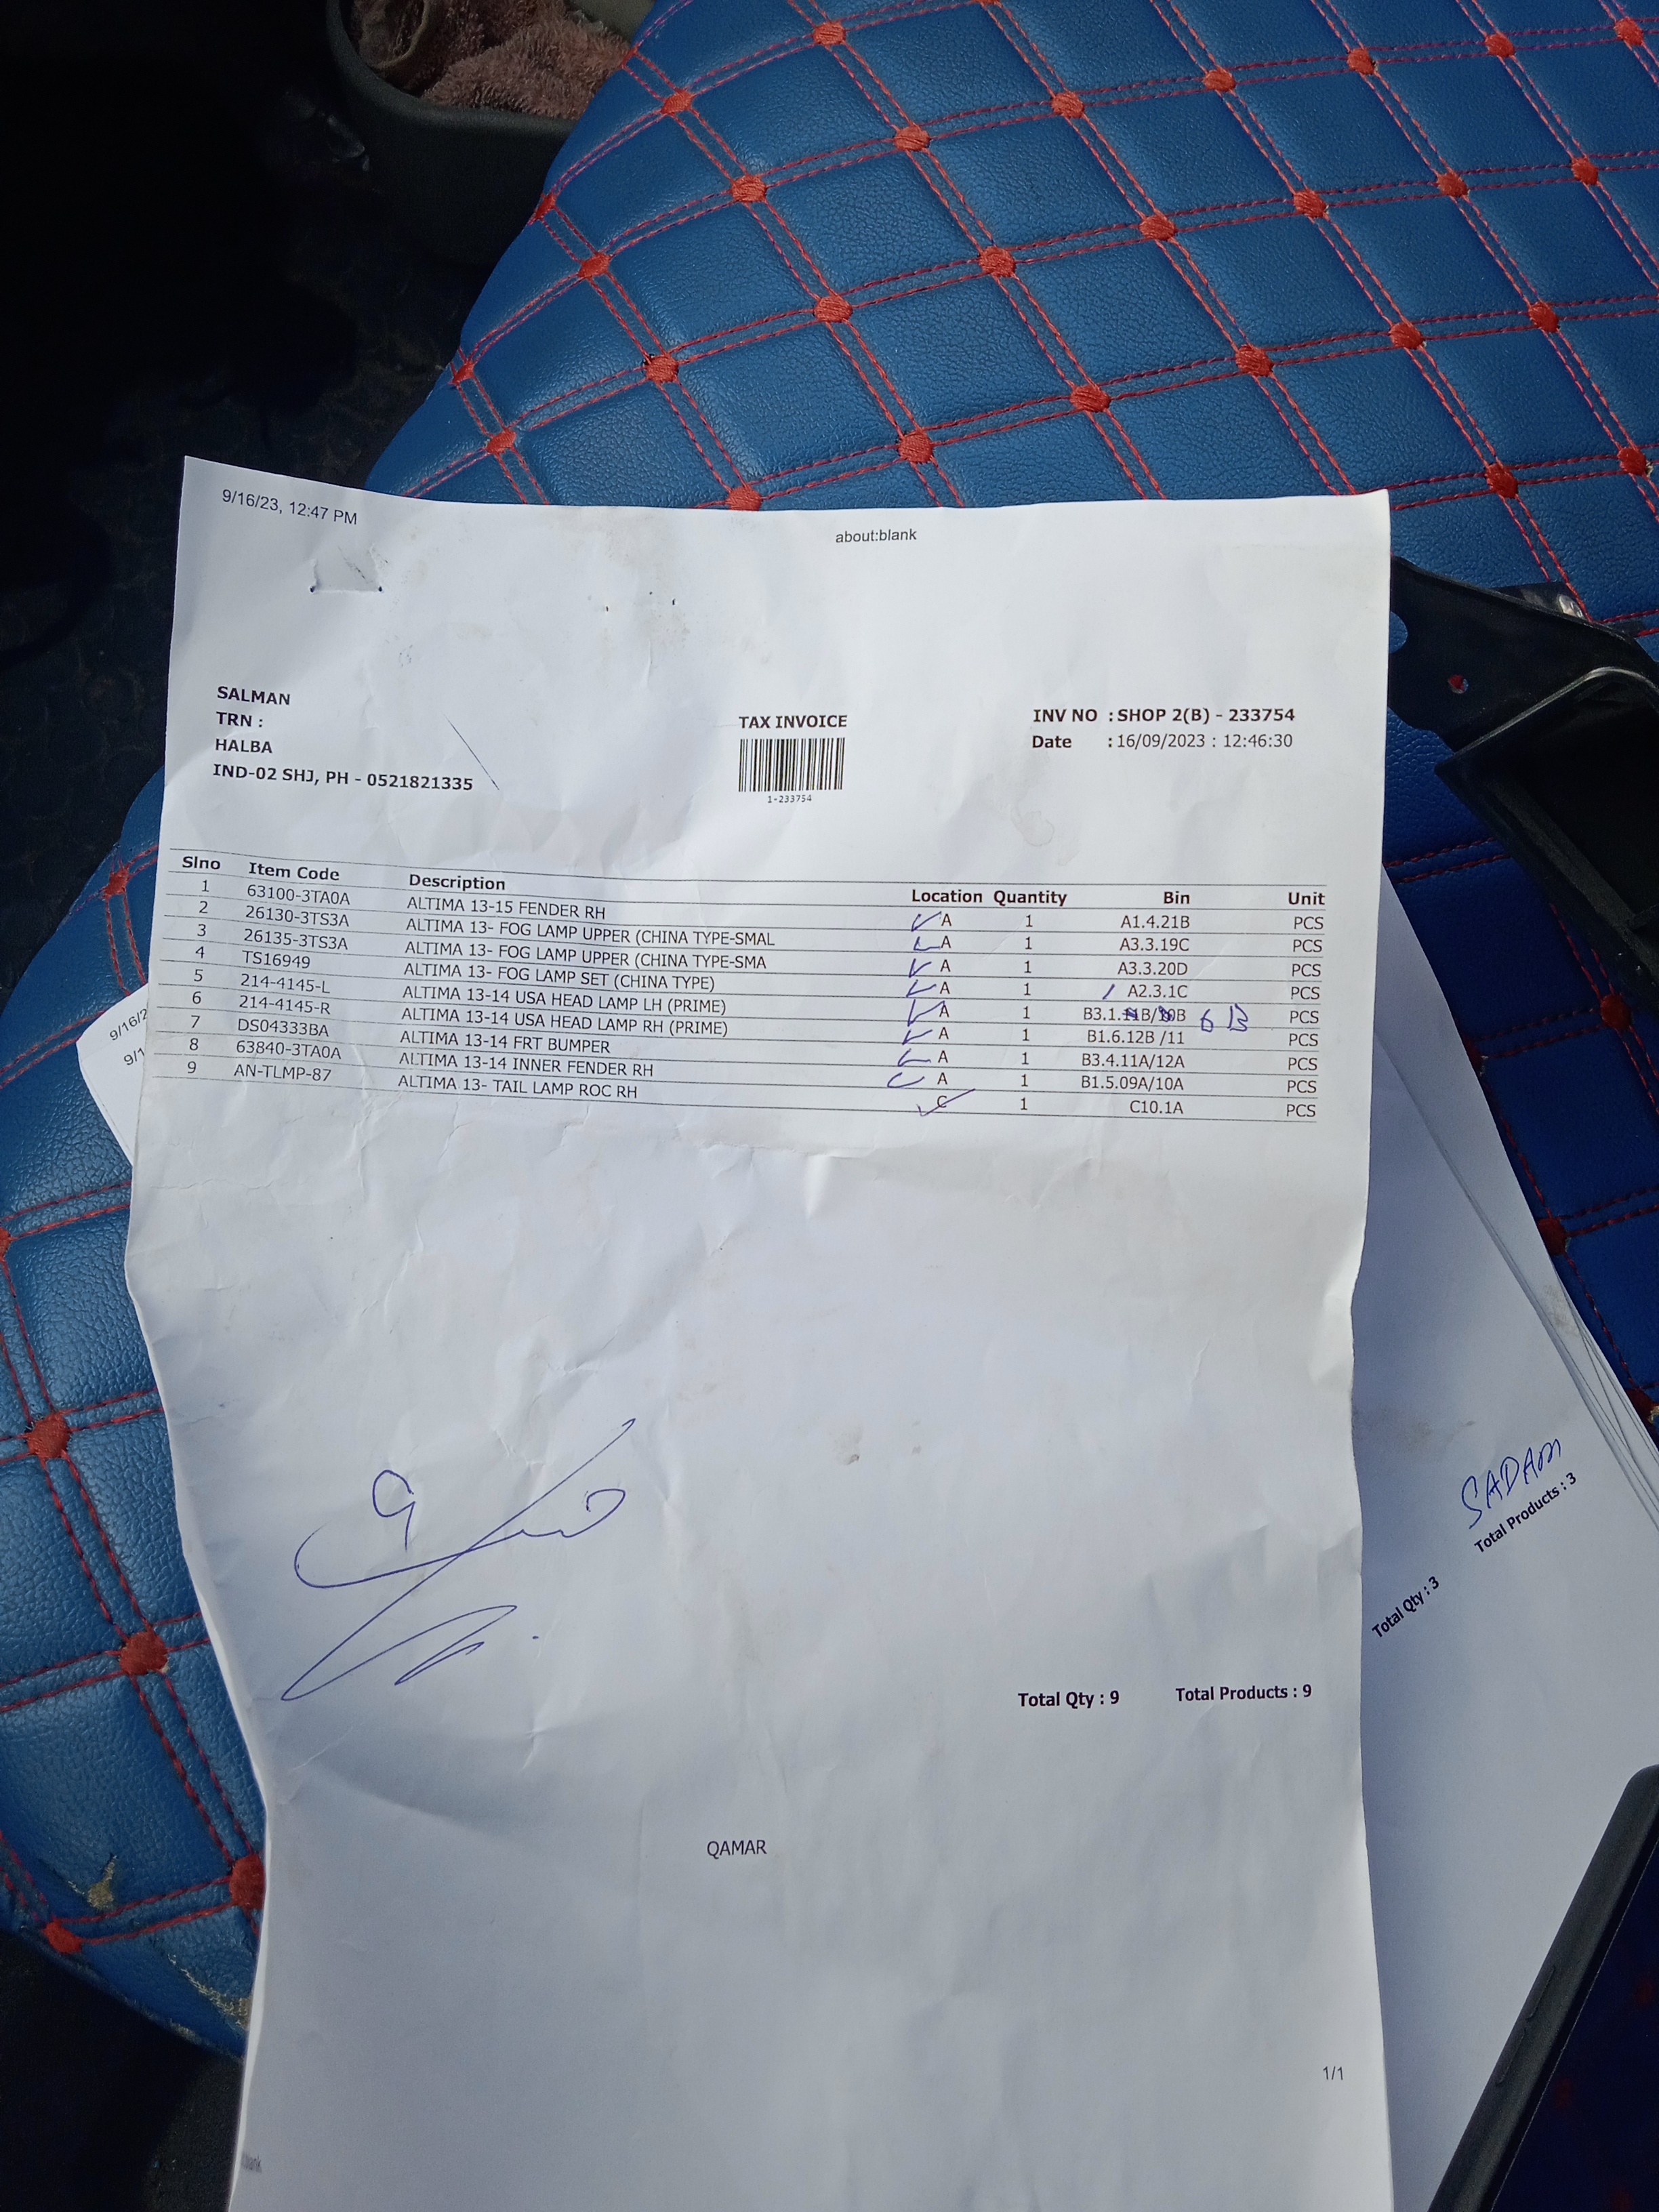 9/16/23, 12:47 PM
about:blank
SALMAN
TRN :
HALBA
IND-02 SHJ, PH - 0521821335
TAX INVOICE
1-233754
INV NO : SHOP 2(B) - 233754
Date : 16/09/2023 : 12:46:30
Slno Item Code Description Location Quantity Bin Unit
1 63100-3TA0A ALTIMA 13-15 FENDER RH A 1 A1.4.21B PCS
2 26130-3TS3A ALTIMA 13- FOG LAMP UPPER (CHINA TYPE-SMAL A 1 A3.3.19C PCS
3 26135-3TS3A ALTIMA 13- FOG LAMP UPPER (CHINA TYPE-SMA A 1 A3.3.20D PCS
4 TS16949 ALTIMA 13- FOG LAMP SET (CHINA TYPE) A 1 A2.3.1C PCS
5 214-4145-L ALTIMA 13-14 USA HEAD LAMP LH (PRIME) A 1 6 B PCS
6 214-4145-R ALTIMA 13-14 USA HEAD LAMP RH (PRIME) A 1 B1.6.12B /11 PCS
7 DS04333BA ALTIMA 13-14 FRT BUMPER A 1 B3.4.11A/12A PCS
8 63840-3TA0A ALTIMA 13-14 INNER FENDER RH A 1 B1.5.09A/10A PCS
9 AN-TLMP-87 ALTIMA 13- TAIL LAMP ROC RH C 1 C10.1A PCS
9
Total Qty : 9 Total Products : 9
QAMAR
1/1
9/16/2
9/1
SADAM
Total Products : 3
Total Qty : 3